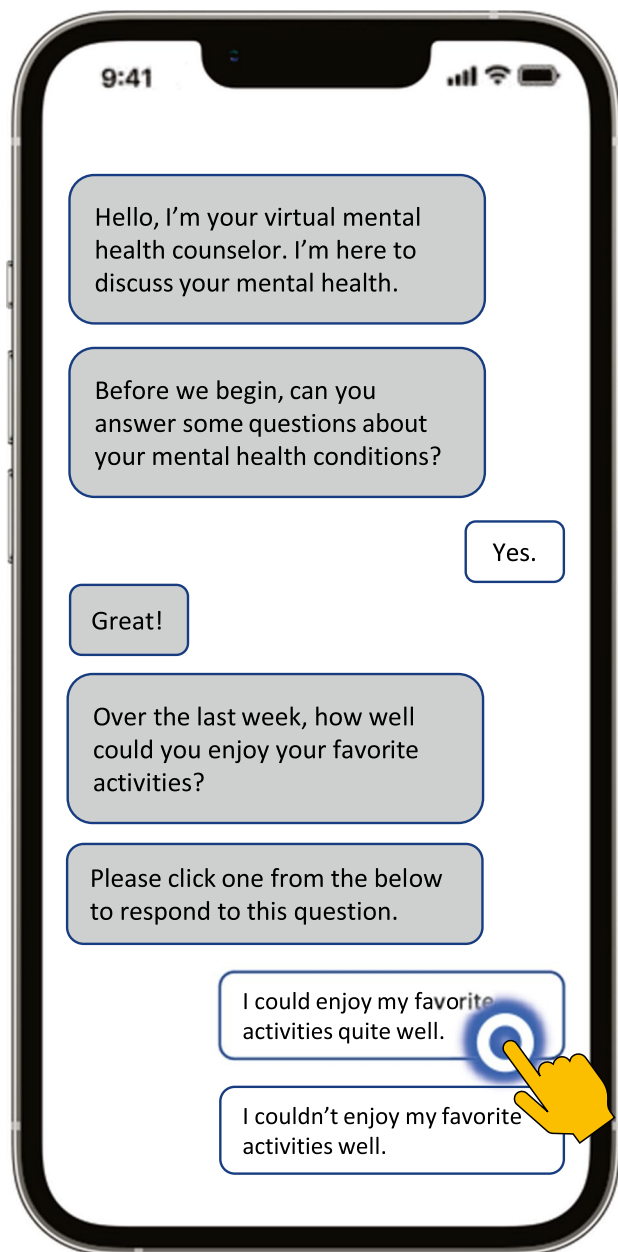 9:41
Hello, I’m your virtual mental
health counselor. I’m here to
discuss your mental health.
Before we begin, can you
answer some questions about
your mental health conditions?
Yes.
Great!
Over the last week, how well
could you enjoy your favorite
activities?
Please click one from the below
to respond to this question.
I could enjoy my favorite
activities quite well.
I couldn’t enjoy my favorite
activities well.